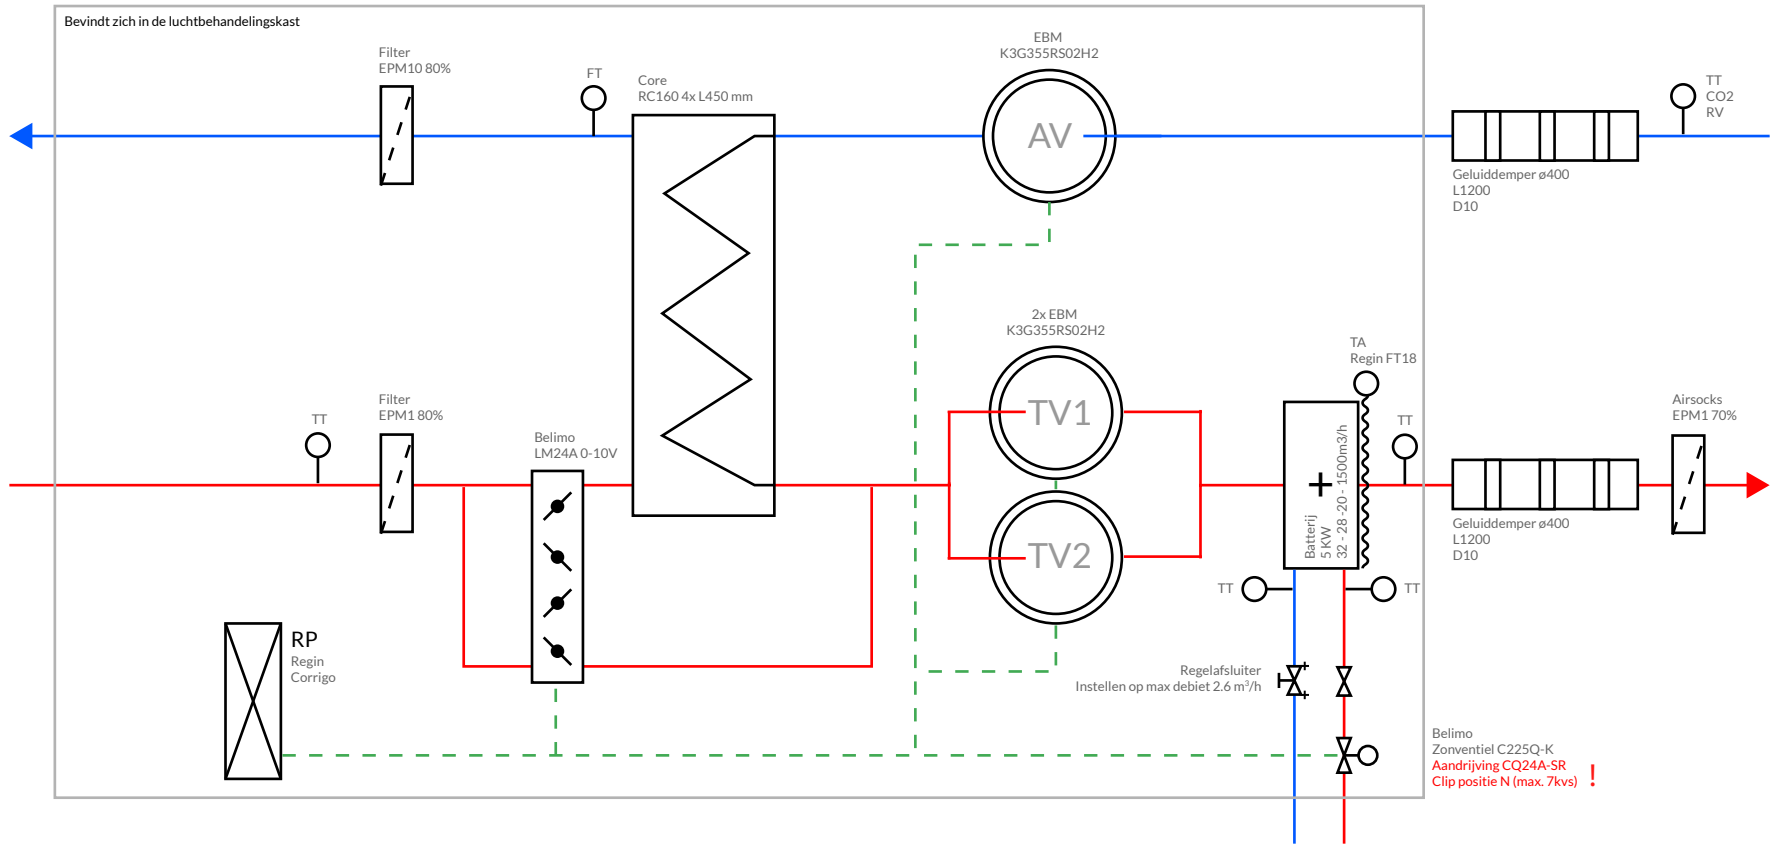 Bevindt zich in de luchtbehandelingskast
Filter
EPM10 80%
FT
Core
RC160 4x L450 mm
EBM
K3G355RS02H2
AV
TT
CO2
RV
Geluiddemper ø400
L1200
D10
2x EBM
K3G355RS02H2
TV1
TV2
TA
Regin FT18
TT
Airsocks
EPM1 70%
TT
Filter
EPM1 80%
Belimo
LM24A 0-10V
Batterij
5 KW
32 - 28 -20 - 1500m3/h
Geluiddemper ø400
L1200
D10
TT
TT
RP
Regin
Corrigo
Regelafsluiter
Instellen op max debiet 2.6 m³/h
Belimo
Zonventiel C225Q-K
Aandrijving CQ24A-SR
Clip positie N (max. 7kvs) !